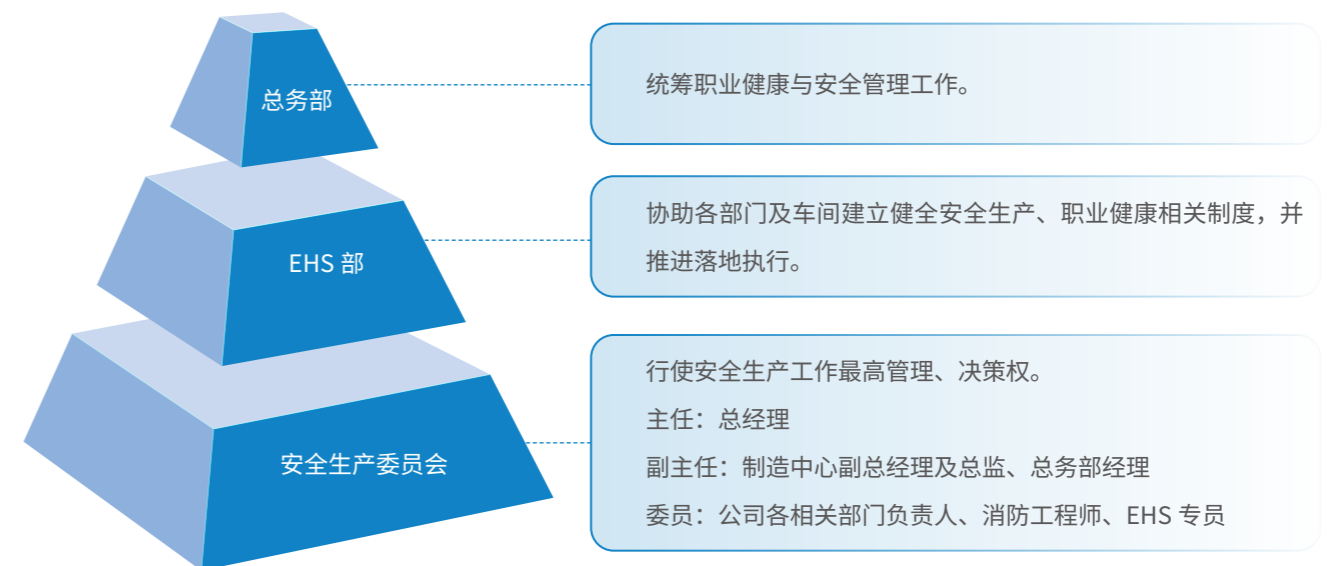 总务部
统筹职业健康与安全管理工作。
EHS 部
协助各部门及车间建立健全安全生产、职业健康相关制度，并
推进落地执行。
安全生产委员会
行使安全生产工作最高管理、决策权。
主任：总经理
副主任：制造中心副总经理及总监、总务部经理
委员：公司各相关部门负责人、消防工程师、EHS 专员